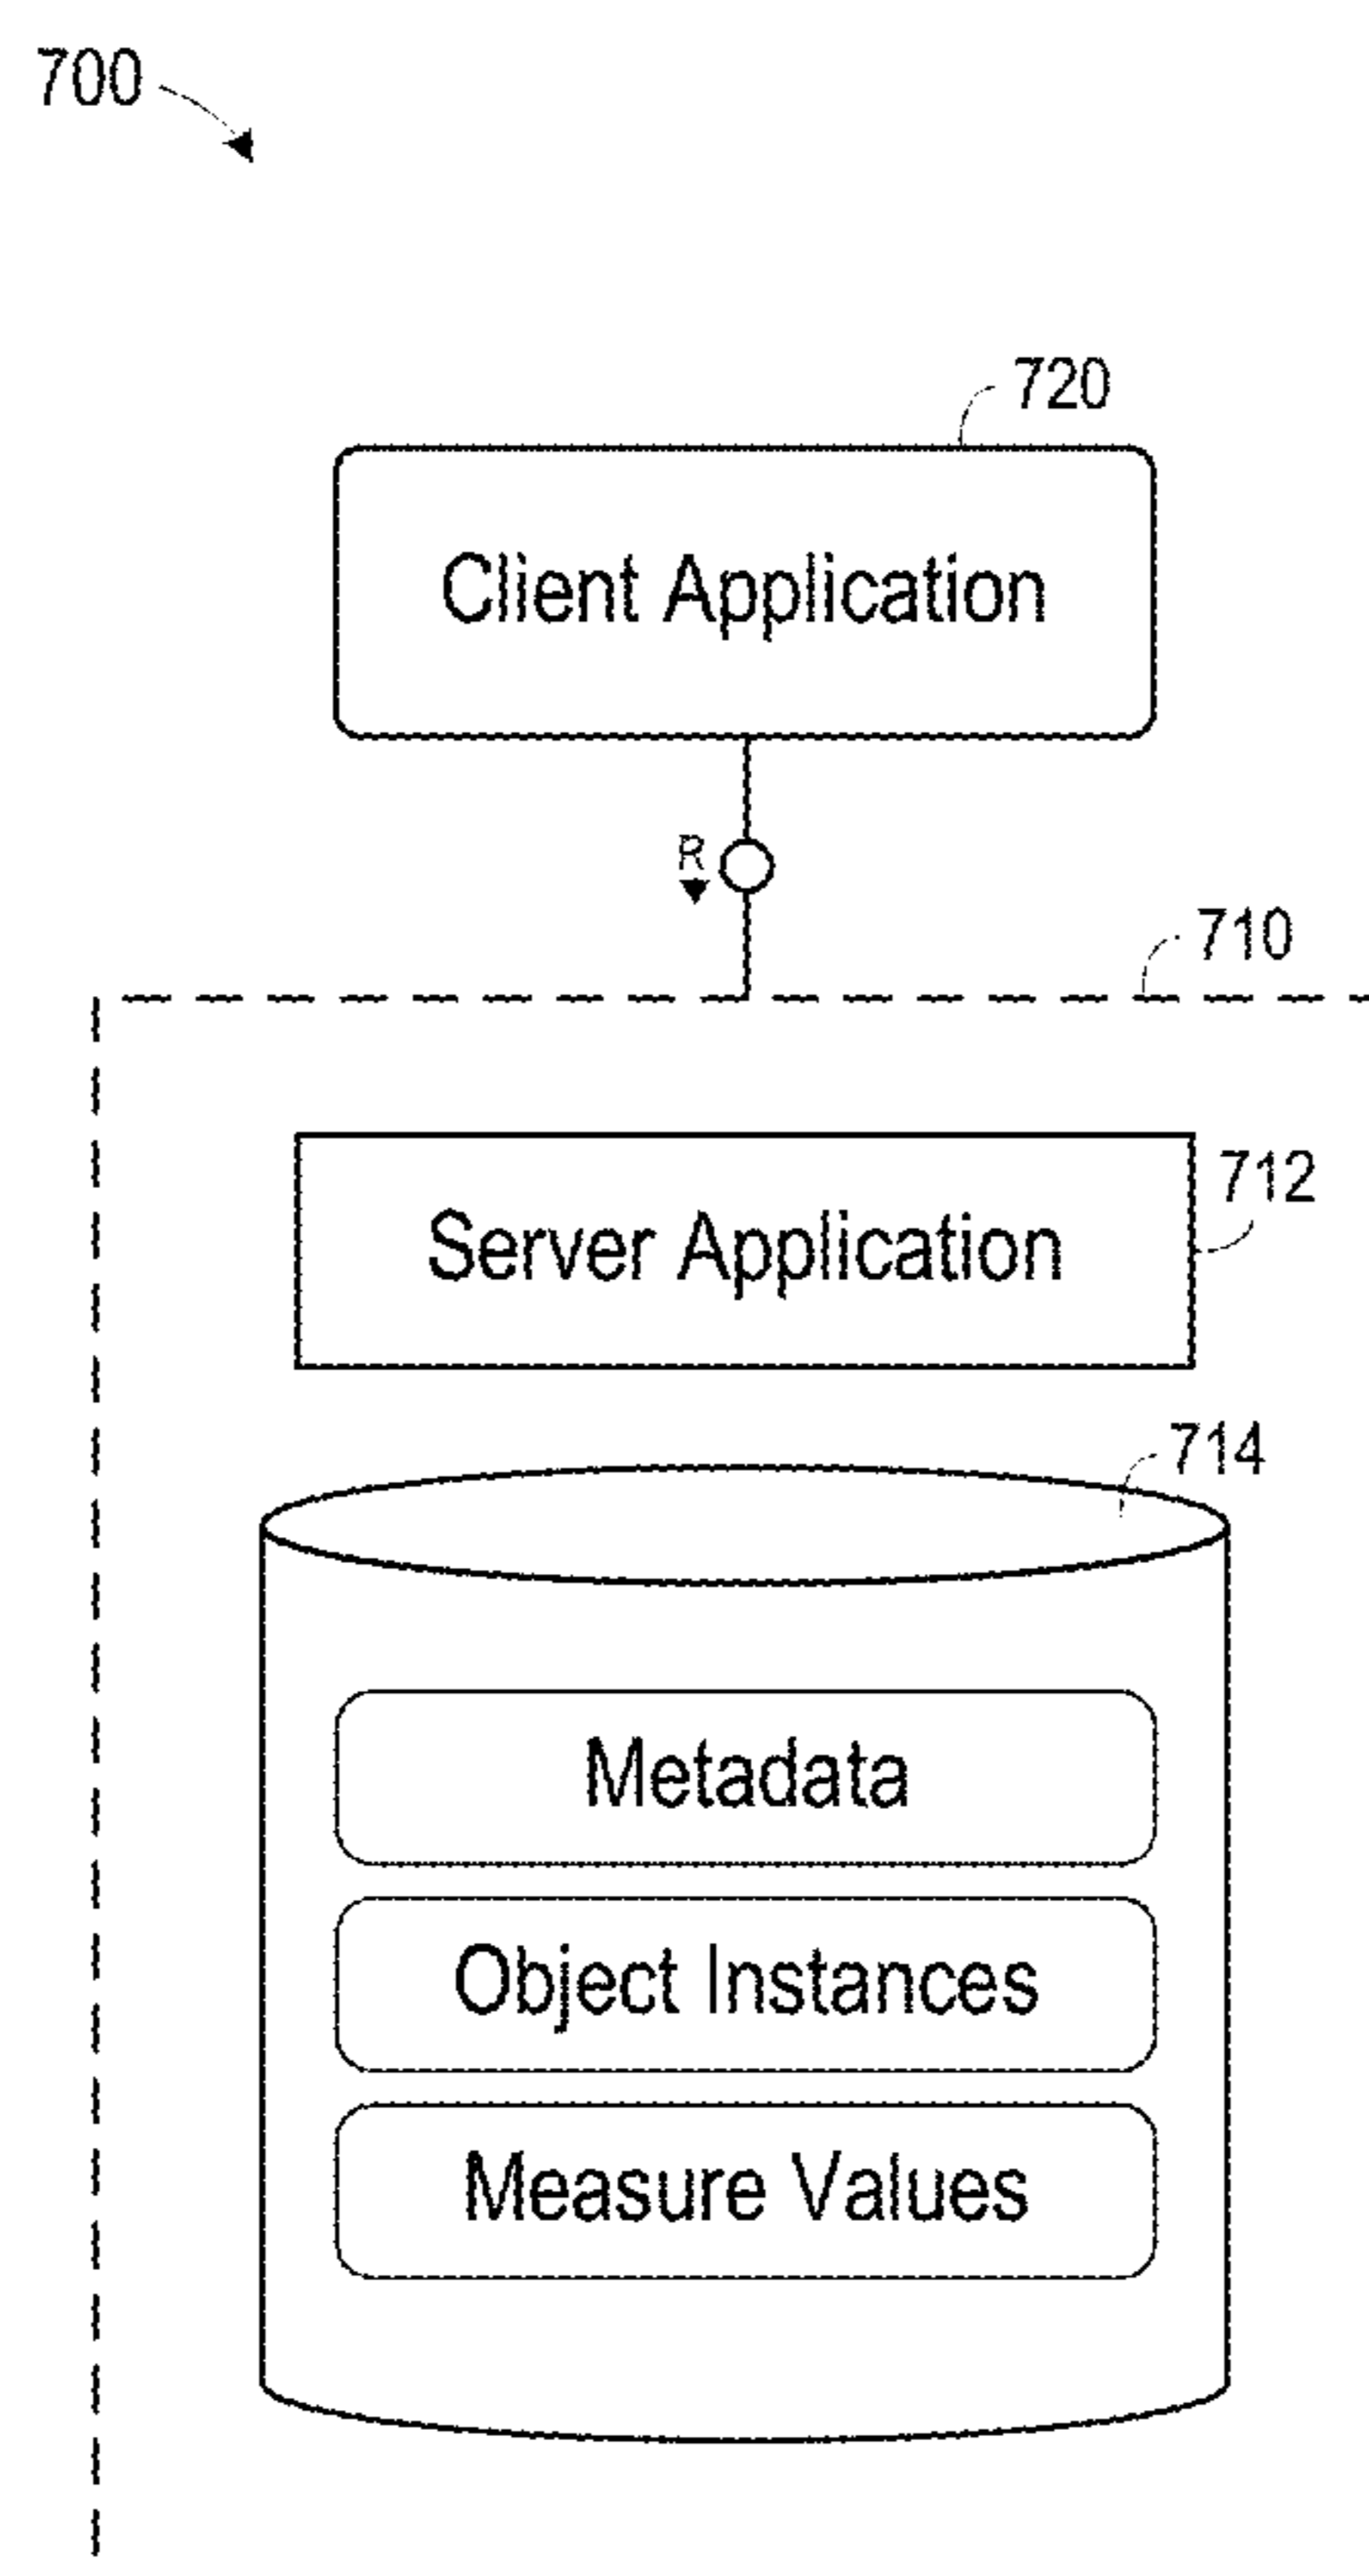 700
720
Client Application
R
710
Server Application
712
714
Metadata
Object Instances
Measure Values